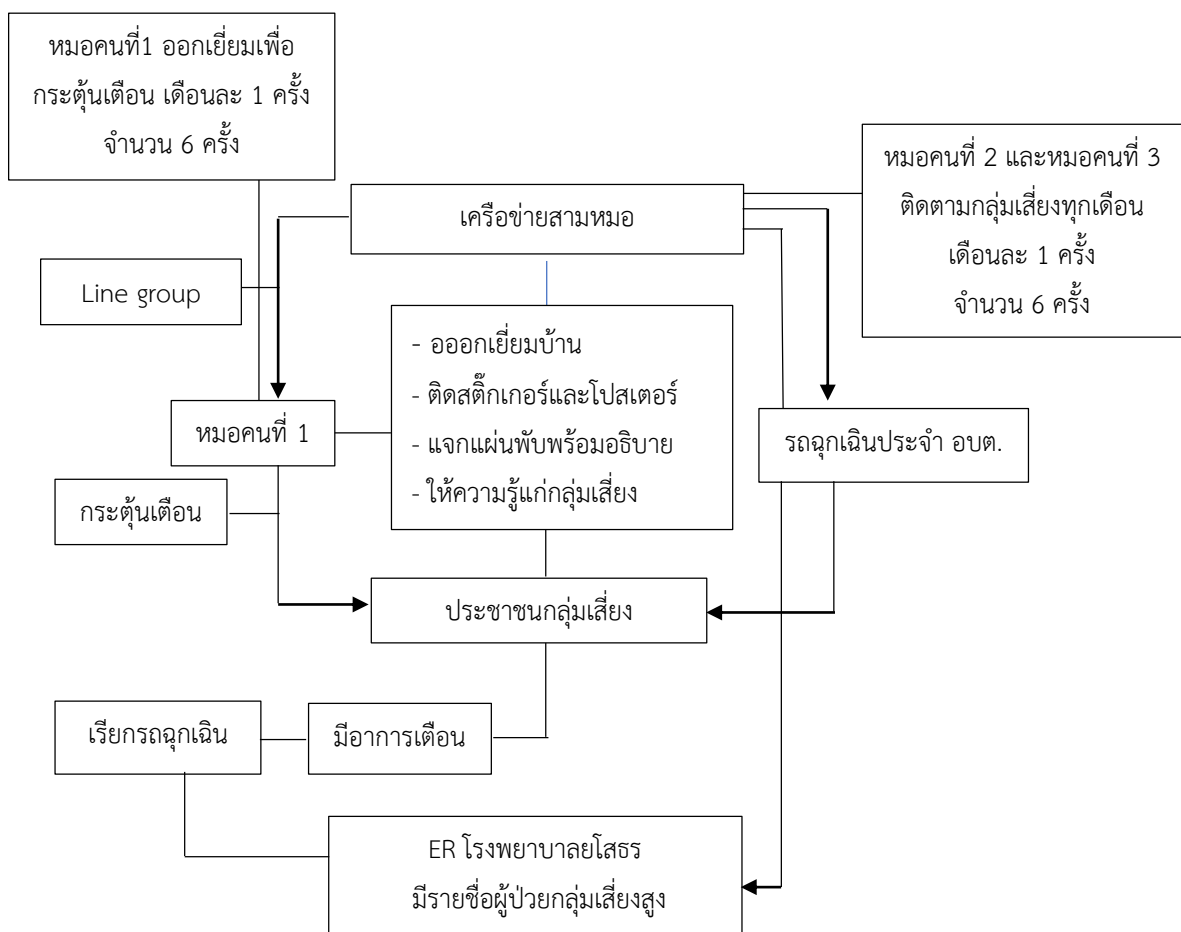 หมอคนที่1 ออกเยี่ยมเพื่อ
กระตุ้นเตือน เดือนละ 1 ครั้ง
จำนวน 6 ครั้ง
หมอคนที่ 2 และหมอคนที่ 3
ติดตามกลุ่มเสี่ยงทุกเดือน
เดือนละ 1 ครั้ง
จำนวน 6 ครั้ง
เครือข่ายสามหมอ
Line group
- อออกเยี่ยมบ้าน
- ติดสติ๊กเกอร์และโปสเตอร์
- แจกแผ่นพับพร้อมอธิบาย
- ให้ความรู้แก่กลุ่มเสี่ยง
หมอคนที่ 1
รถฉุกเฉินประจำ อบต.
กระตุ้นเตือน
ประชาชนกลุ่มเสี่ยง
เรียกรถฉุกเฉิน
มีอาการเตือน
ER โรงพยาบาลยโสธร
มีรายชื่อผู้ป่วยกลุ่มเสี่ยงสูง